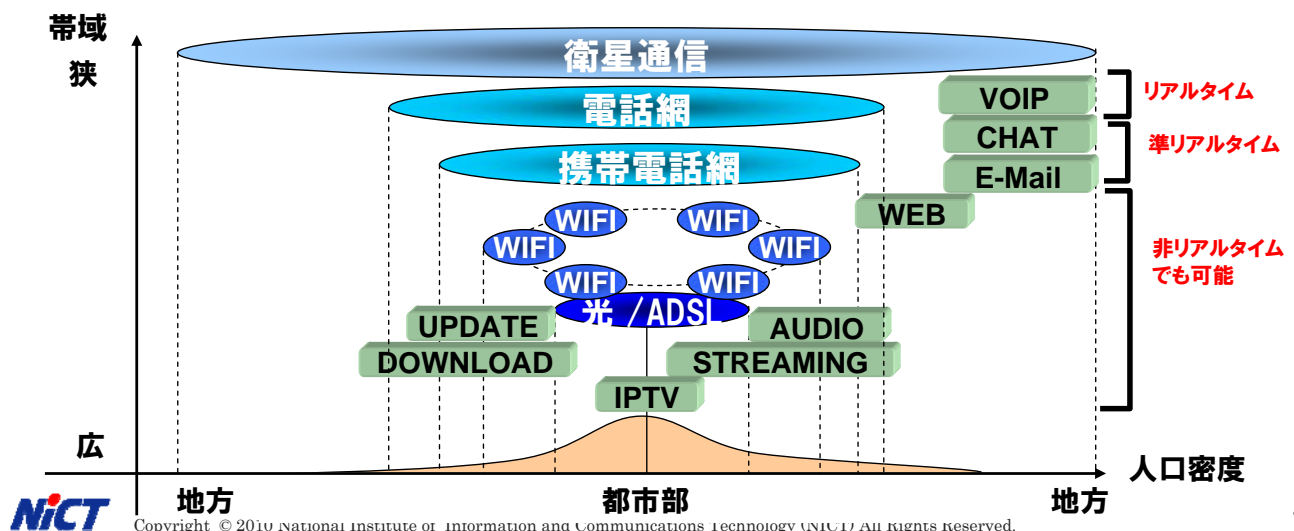 帯域
狭
衛星通信
VOIP
リアルタイム
電話網
CHAT
準リアルタイム
携帯電話網
E-Mail
WIFI
WIFI
WEB
WIFI
WIFI
非リアルタイム
でも可能
WIFI
WIFI
光 /ADSL
UPDATE
AUDIO
DOWNLOAD
STREAMING
IPTV
広
人口密度
地方
都市部
地方
NiCT
Copyright © 2010 National Institute of Information and Communications Technology (NICT) All Rights Reserved.